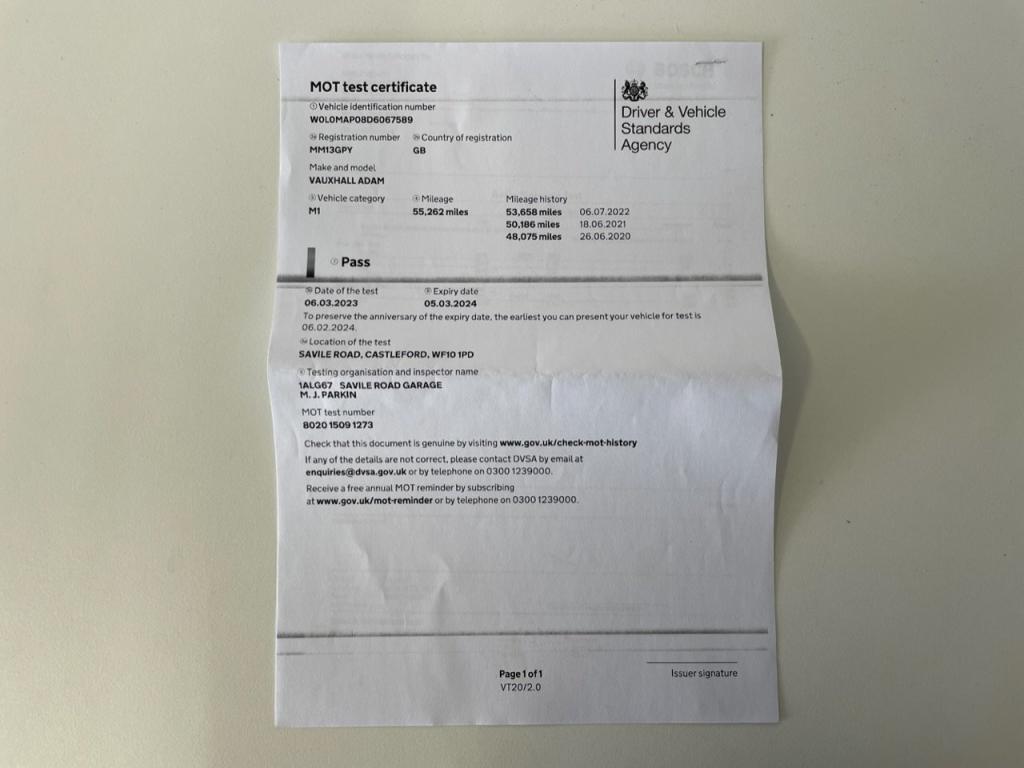 MOT test certificate
Vehicle identification number
W0L0MAP08D6067589
Registration number Country of registration
MM13GPY GB
Make and model
VAUXHALL ADAM
Vehicle category Mileage Mileage history
M1 55,262 miles 53,658 miles 06.07.2022
50,186 miles 18.06.2021
48,075 miles 26.06.2020
Pass
Date of the test Expiry date
06.03.2023 05.03.2024
To preserve the anniversary of the expiry date, the earliest you can present your vehicle for test is
06.02.2024.
Location of the test
SAVILE ROAD, CASTLEFORD, WF10 1PD
Testing organisation and inspector name
1ALG67 SAVILE ROAD GARAGE
M. J. PARKIN
MOT test number
8020 1509 1273
Check that this document is genuine by visiting www.gov.uk/check-mot-history
If any of the details are not correct, please contact DVSA by email at
enquiries@dvsa.gov.uk or by telephone on 0300 1239000.
Receive a free annual MOT reminder by subscribing
at www.gov.uk/mot-reminder or by telephone on 0300 1239000.
Driver & Vehicle
Standards
Agency
BOSCH
Page 1 of 1
VT20/2.0
Issuer signature